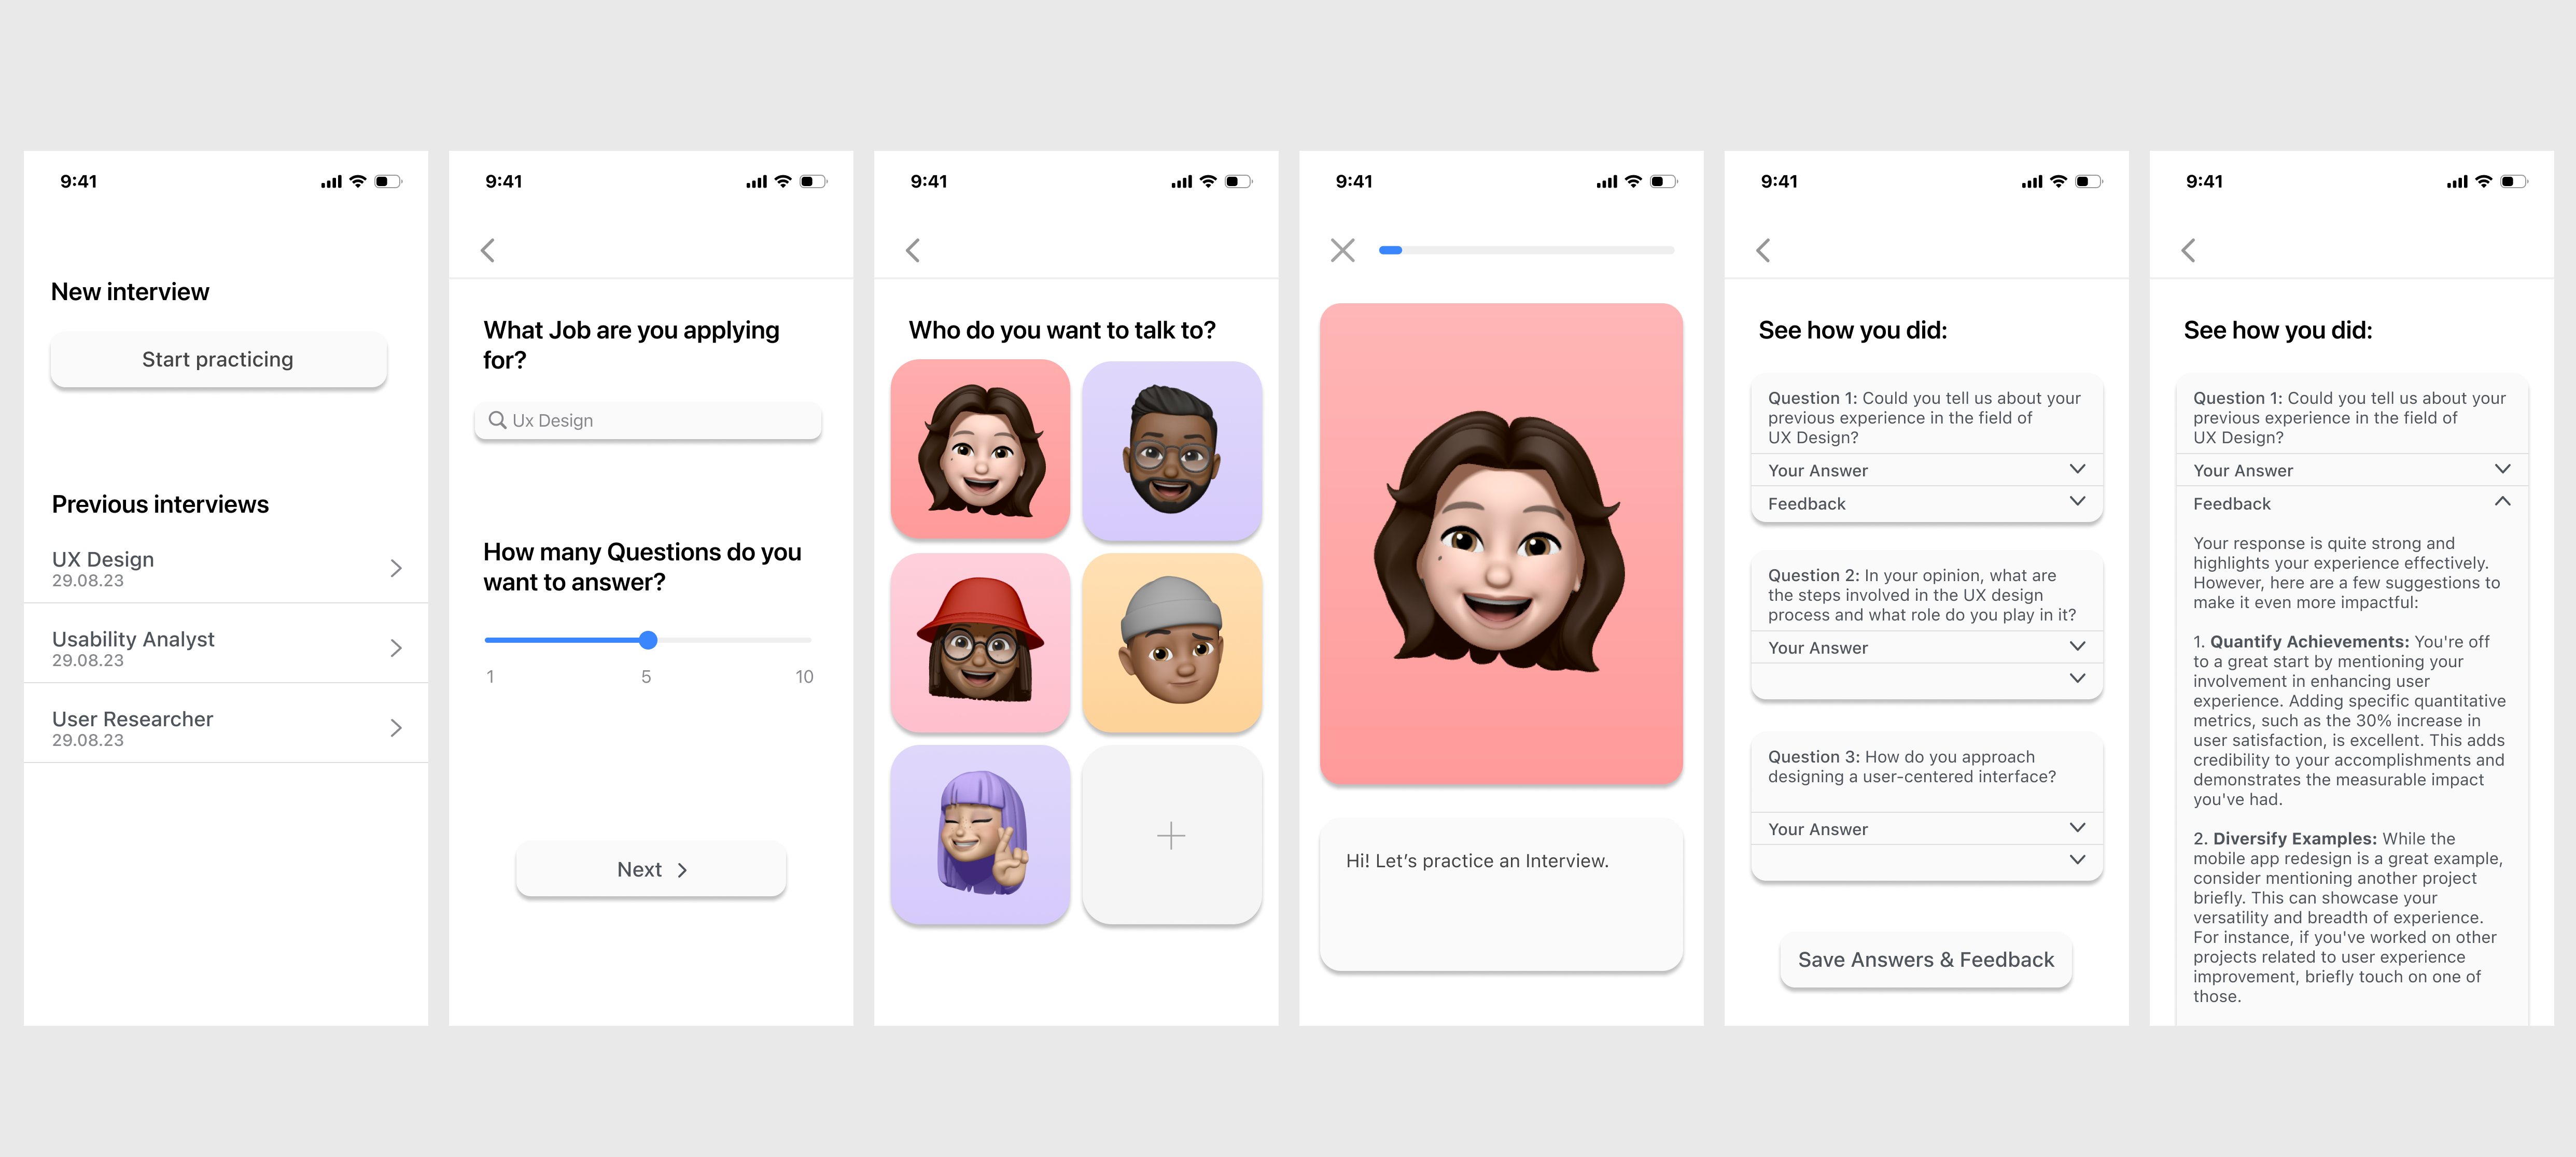 9:41
New interview
Start practicing
Previous interviews
UX Design
29.08.23
Usability Analyst
29.08.23
User Researcher
29.08.23
9:41
What Job are you applying
for?
Ux Design
How many Questions do you
want to answer?
1
5
10
Next
9:41
Who do you want to talk to?
9:41
Hi! Let’s practice an Interview.
9:41
See how you did:
Question 1: Could you tell us about your
previous experience in the field of
UX Design?
Your Answer
Feedback
Question 2: In your opinion, what are
the steps involved in the UX design
process and what role do you play in it?
Your Answer
Question 3: How do you approach
designing a user-centered interface?
Your Answer
Save Answers & Feedback
9:41
See how you did:
Question 1: Could you tell us about your
previous experience in the field of
UX Design?
Your Answer
Feedback
Your response is quite strong and
highlights your experience effectively.
However, here are a few suggestions to
make it even more impactful:
1. Quantify Achievements: You're off
to a great start by mentioning your
involvement in enhancing user
experience. Adding specific quantitative
metrics, such as the 30% increase in
user satisfaction, is excellent. This adds
credibility to your accomplishments and
demonstrates the measurable impact
you've had.
2. Diversify Examples: While the
mobile app redesign is a great example,
consider mentioning another project
briefly. This can showcase your
versatility and breadth of experience.
For instance, if you've worked on other
projects related to user experience
improvement, briefly touch on one of
those.